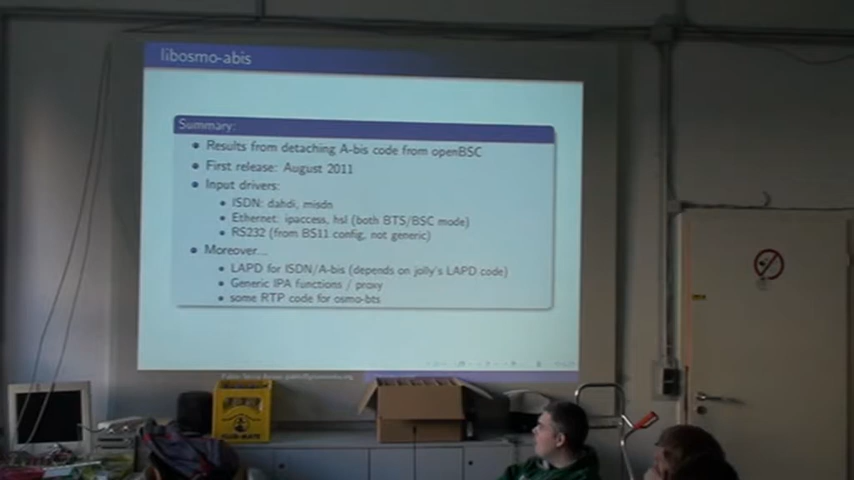 libosmo-abis
Summary:
Results from detaching A-bis code from openBSC
First release: August 2011
Input drivers:
ISDN: dahdi, misdn
Ethernet: ipaccess, hsl (both BTS/BSC mode)
RS232 (from BS11 config, not generic)
Moreover...
LAPD for ISDN/A-bis (depends on jolly's LAPD code)
Generic IPA functions / proxy
some RTP code for osmo-bts
CLUB-MATE